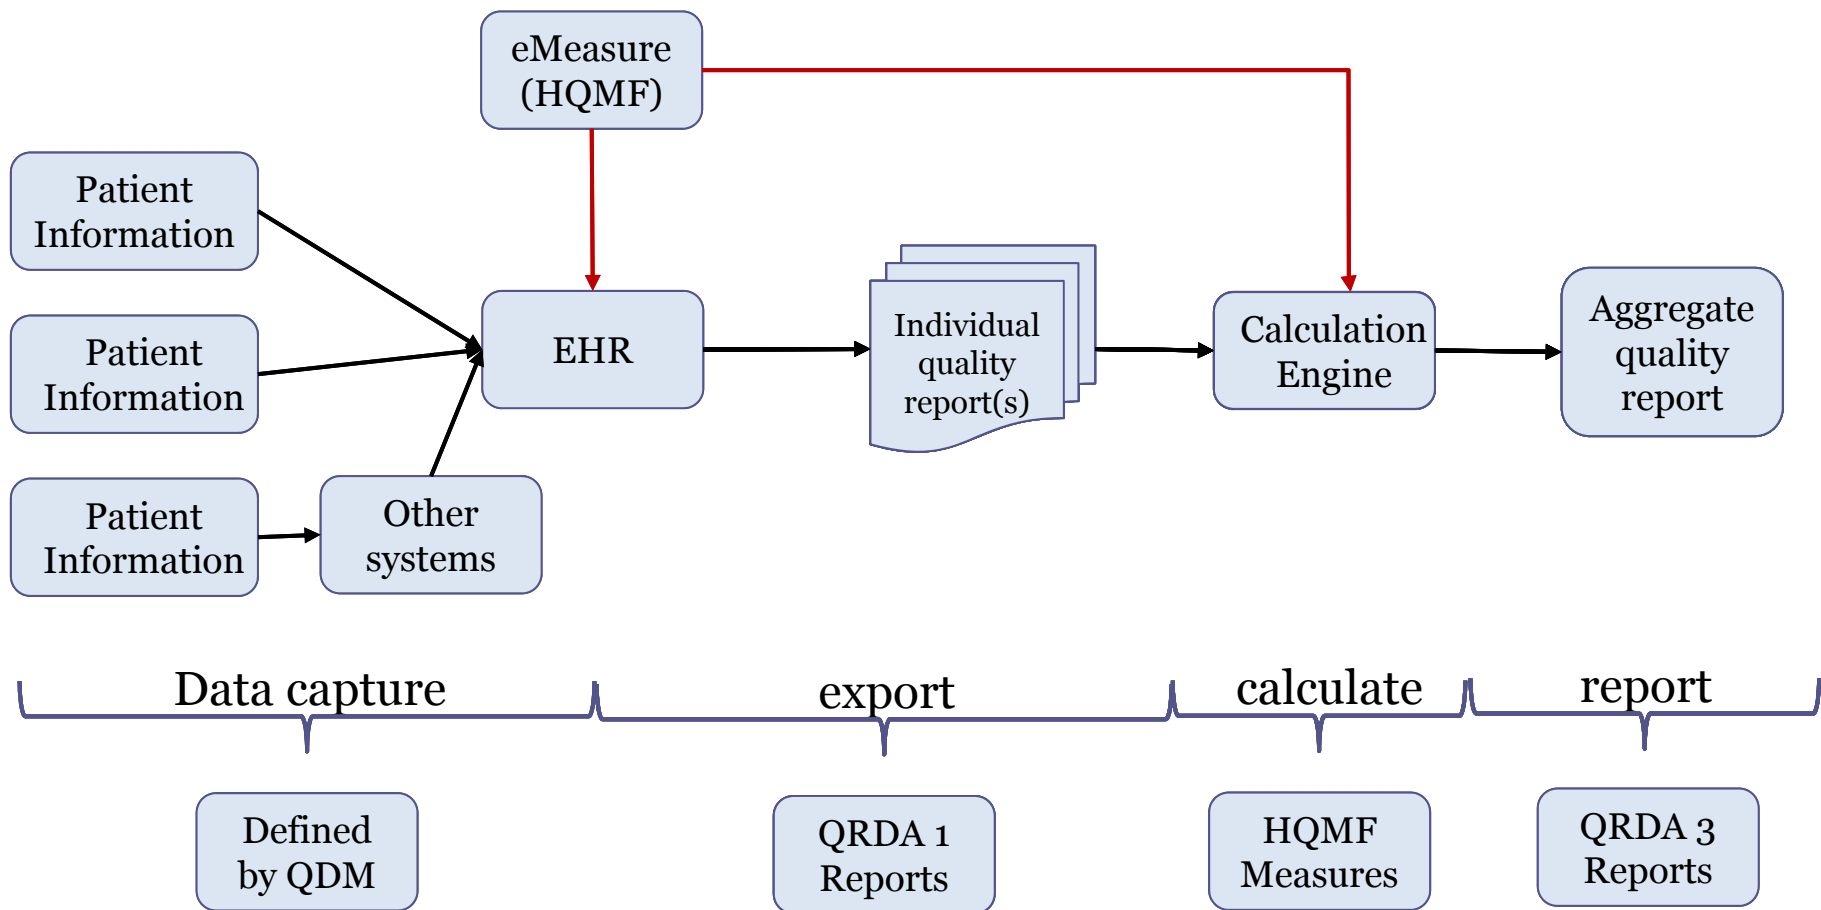 eMeasure
(HQMF)
Patient
Information
Patient
Information
Patient
Information
Other
systems
EHR
Individual
quality
report(s)
Calculation
Engine
Aggregate
quality
report
Data capture
export
calculate
report
Defined
by QDM
QRDA 1
Reports
HQMF
Measures
QRDA 3
Reports